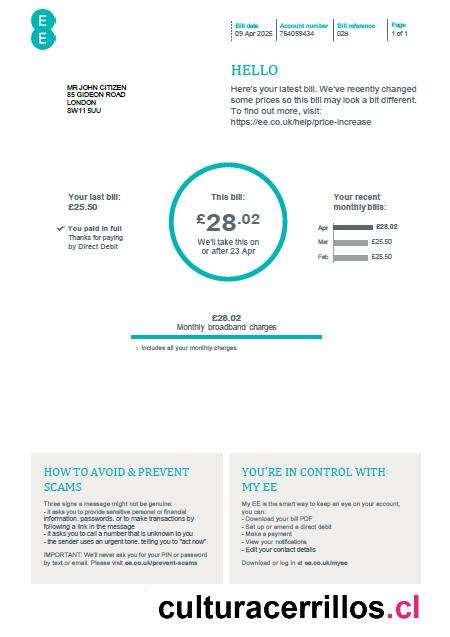 E
E
Bill date
09 Apr 2025
Account number
764059434
Bill reference
028
Page
1 of 1
HELLO
Here's your latest bill. We've recently changed
some prices so this bill may look a bit different.
To find out more, visit:
https://ee.co.uk/help/price-increase
MR JOHN CITIZEN
85 GIDEON ROAD
LONDON
SW11 5UU
Your last bill:
£25.50
You paid in full
Thanks for paying
by Direct Debit
This bill:
£28.02
We'll take this on
or after 23 Apr
Your recent
monthly bills:
Apr £28.02
Mar £25.50
Feb £25.50
£28.02
Monthly broadband charges
› Includes all your monthly charges.
HOW TO AVOID & PREVENT
SCAMS
Three signs a message might not be genuine:
- it asks you to provide sensitive personal or financial
information, passwords, or to make transactions by
following a link in the message
- it asks you to call a number that is unknown to you
- the sender uses an urgent tone, telling you to "act now"
IMPORTANT: We'll never ask you for your PIN or password
by text or email. Please visit ee.co.uk/prevent-scams
YOU'RE IN CONTROL WITH
MY EE
My EE is the smart way to keep an eye on your account,
you can:
- Download your bill PDF
- Set up or amend a direct debit
- Make a payment
- View your notifications
- Edit your contact details
Download or log in at ee.co.uk/myee
culturacerrillos.cl